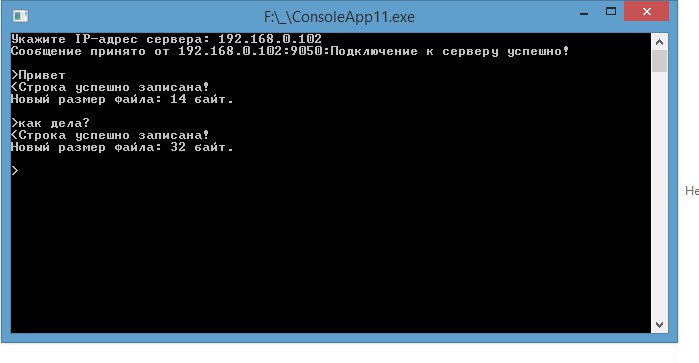 F:\_\ConsoleApp11.exe
Укажите IP-адрес сервера: 192.168.0.102
Сообщение принято от 192.168.0.102:9050:Подключение к серверу успешно!
>Привет
<Строка успешно записана!
Новый размер файла: 14 байт.
>как дела?
<Строка успешно записана!
Новый размер файла: 32 байт.
>
Не